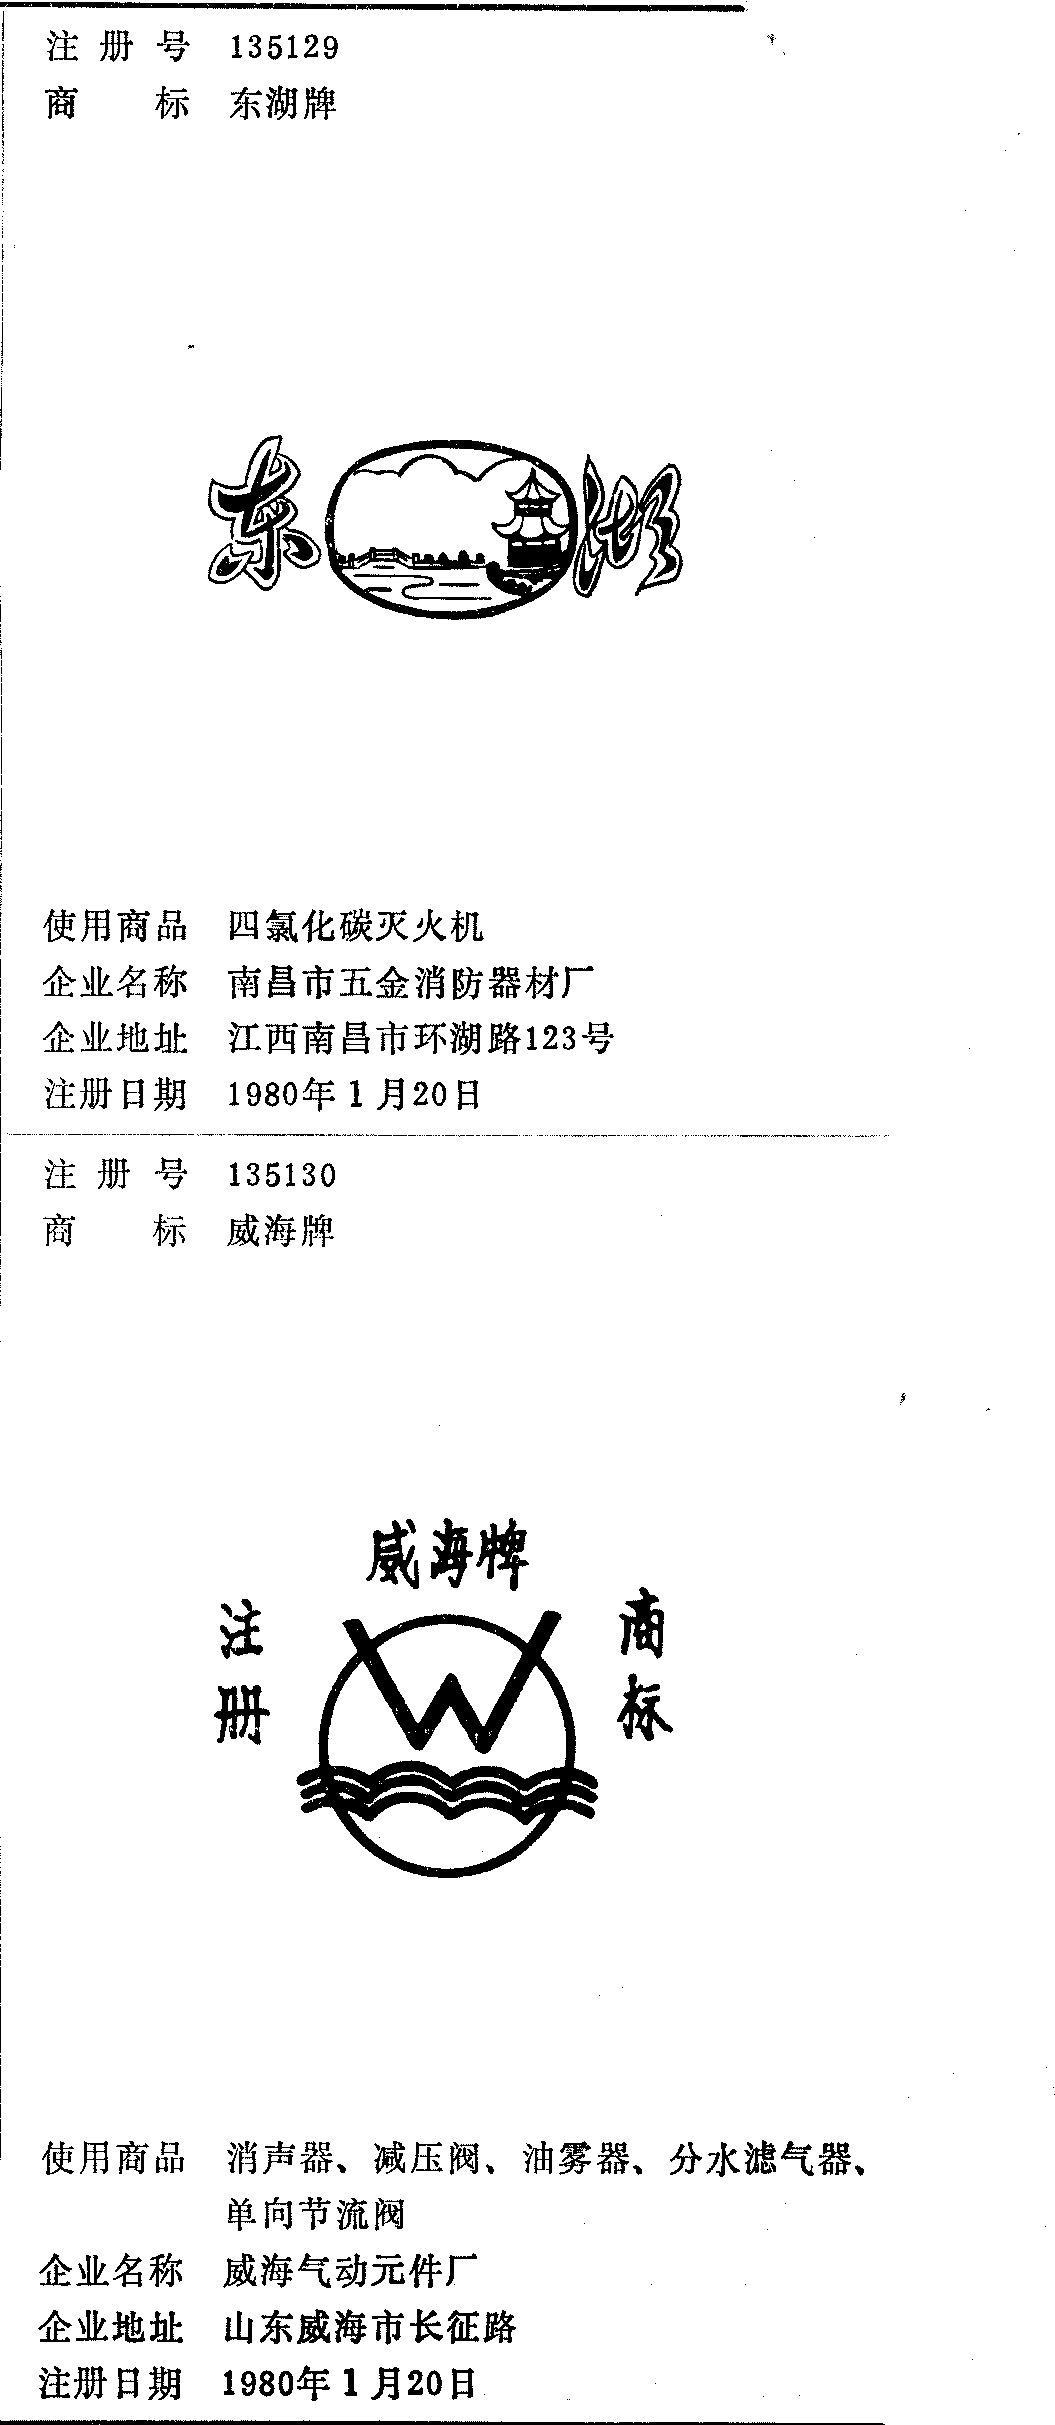 注册号 135129
商标 东湖牌
东湖
使用商品 四氯化碳灭火机
企业名称 南昌市五金消防器材厂
企业地址 江西南昌市环湖路123号
注册日期 1980年1月20日
注册号 135130
商标 威海牌
威海牌
注册
商标
W
使用商品 消声器、减压阀、油雾器、分水滤气器、
单向节流阀
企业名称 威海气动元件厂
企业地址 山东威海市长征路
注册日期 1980年1月20日